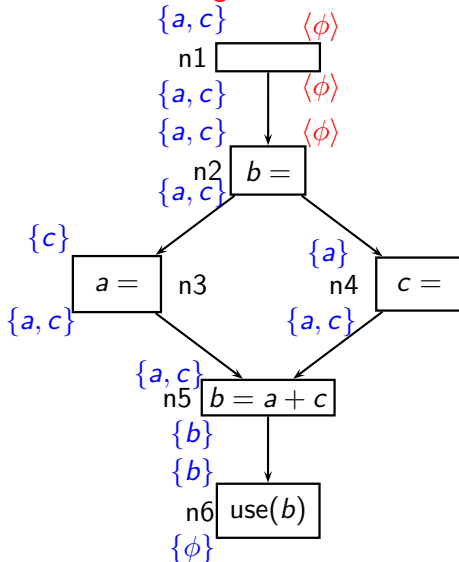 {a, c} ⟨ϕ⟩
n1
{a, c} ⟨ϕ⟩
{a, c} ⟨ϕ⟩
n2 b =
{a, c}
{c} {a}
a = n3 n4 c =
{a, c} {a, c}
{a, c}
n5 b = a + c
{b}
{b}
n6 use(b)
{ϕ}